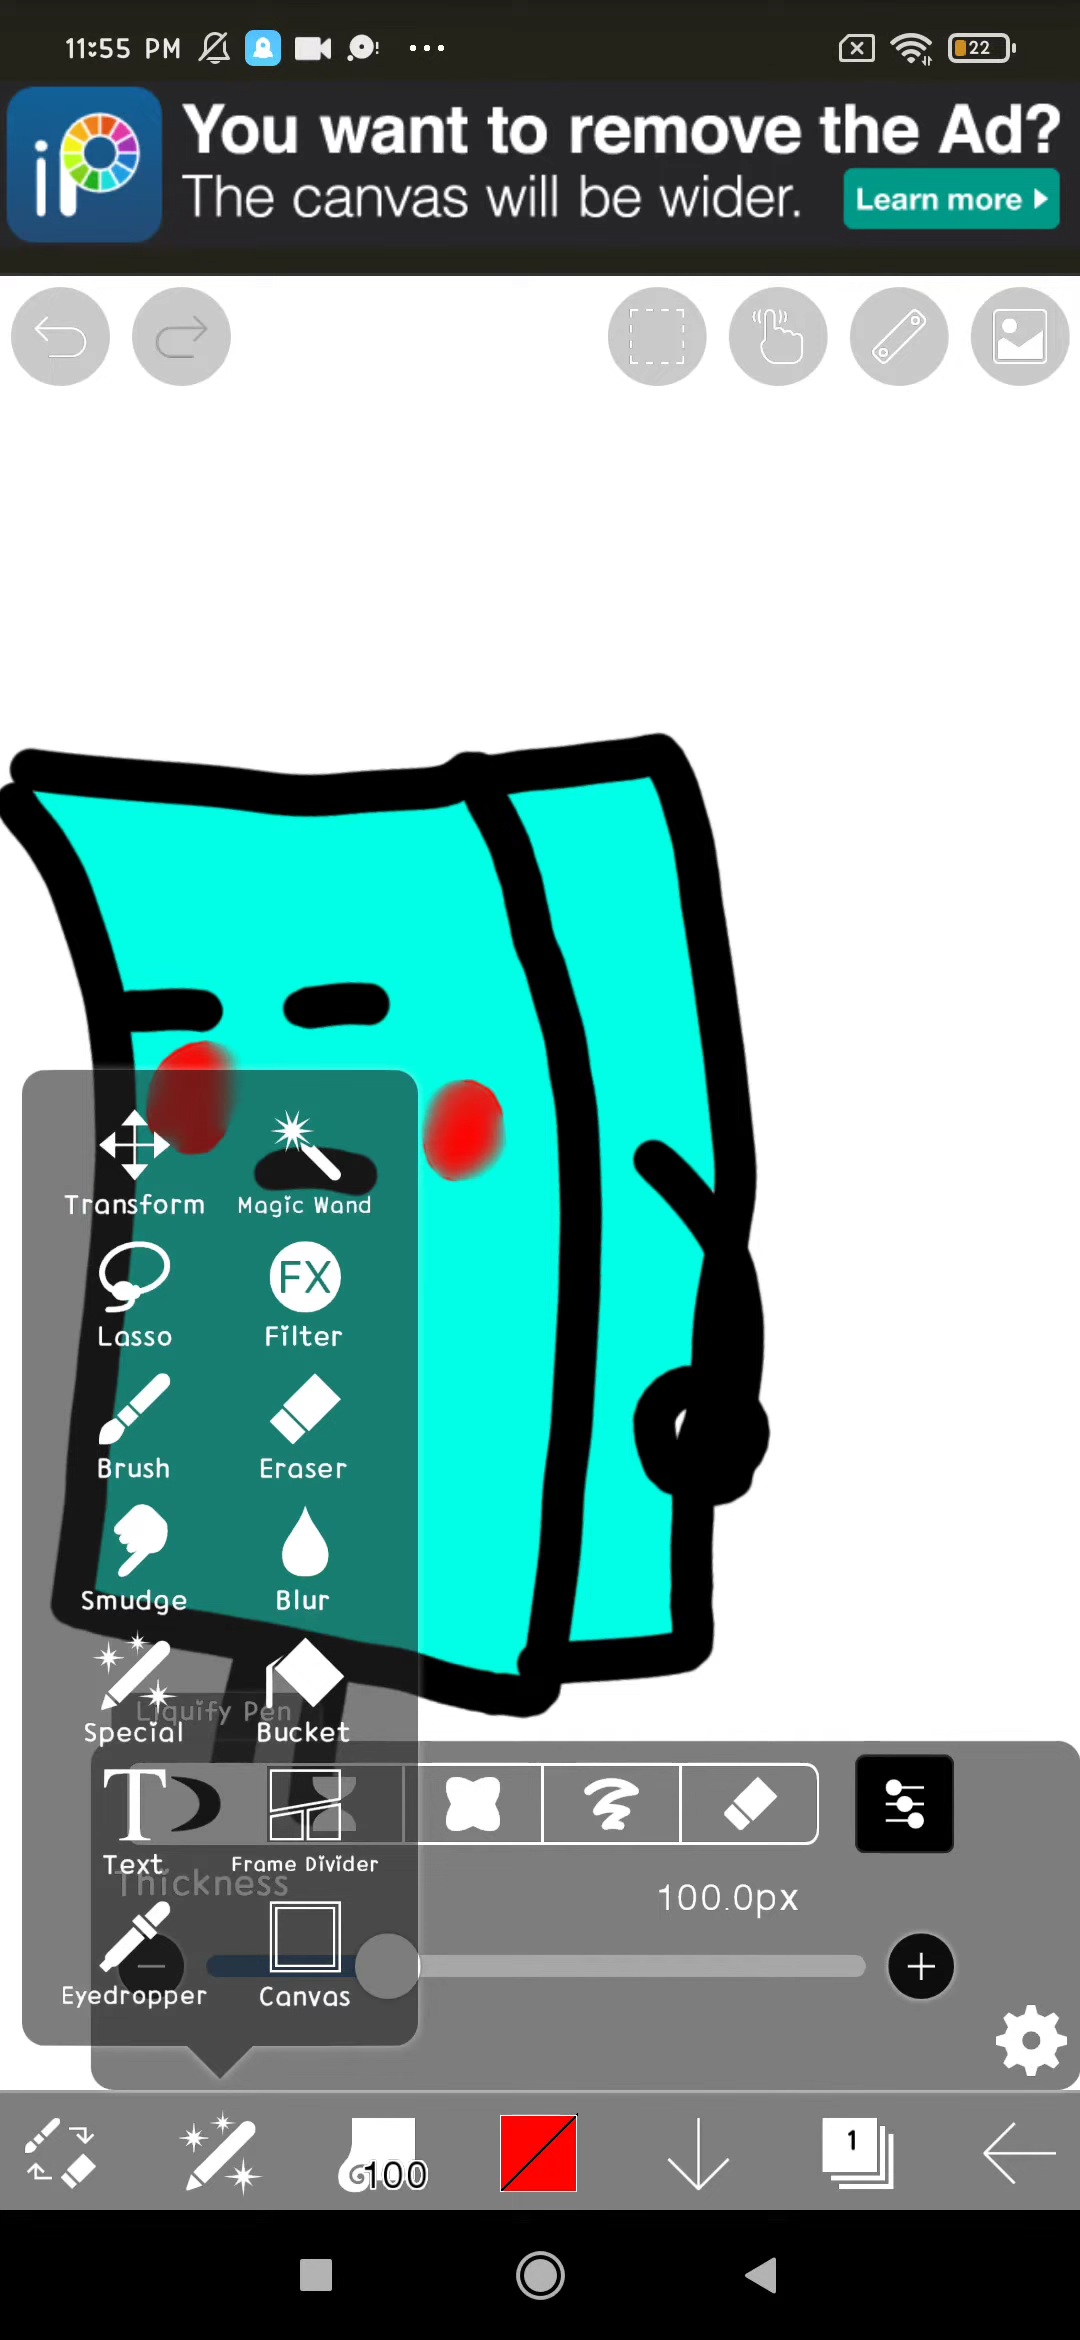 11:55 PM
22
iP
You want to remove the Ad?
The canvas will be wider.
Learn more
Transform
Magic Wand
Lasso
FX
Filter
Brush
Eraser
Smudge
Blur
Liquify Pen
Special
Bucket
T
Text
Frame Divider
Thickness
100.0px
Eyedropper
Canvas
100
1